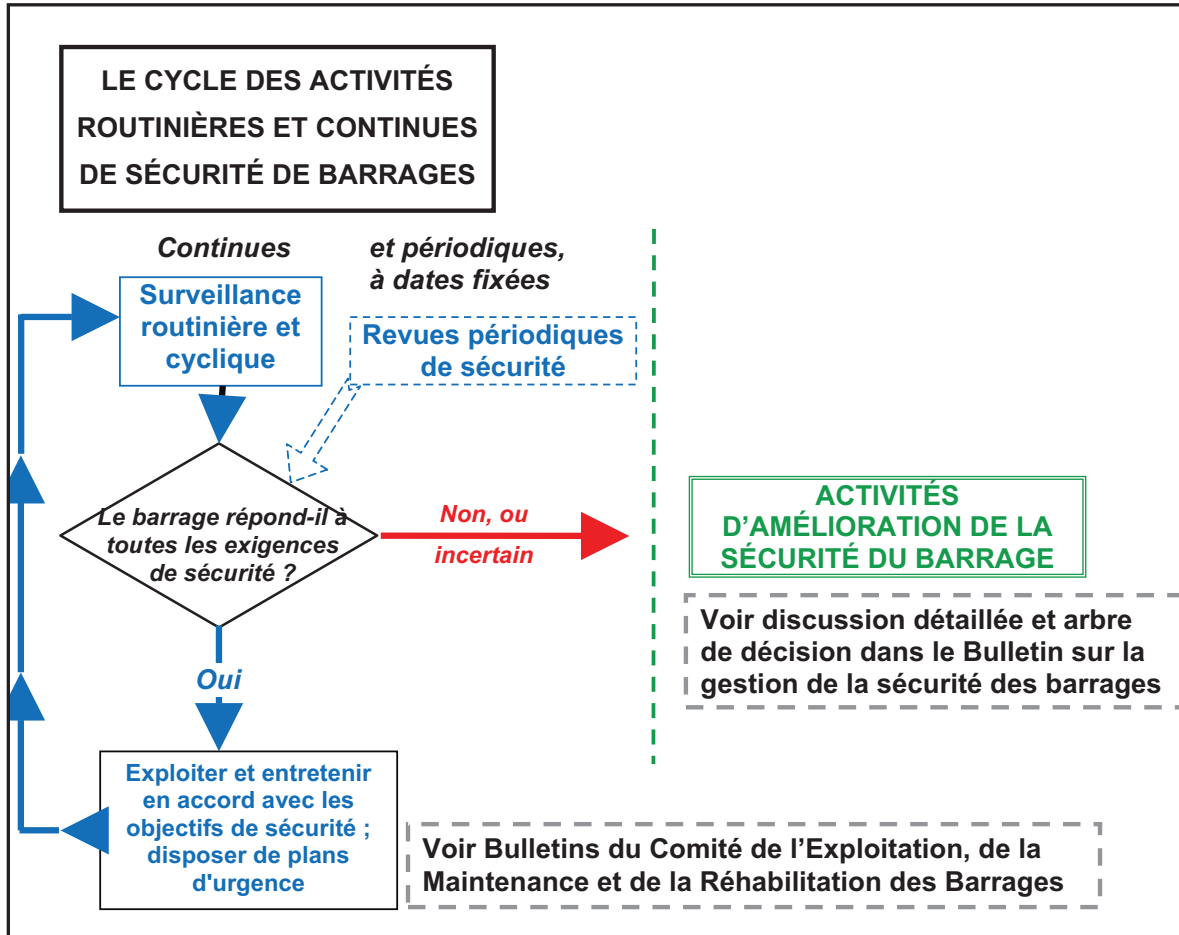 LE CYCLE DES ACTIVITÉS
ROUTINIÈRES ET CONTINUES
DE SÉCURITÉ DE BARRAGES
Continues
et périodiques,
à dates fixées
Surveillance
routinière et
cyclique
Revues périodiques
de sécurité
Le barrage répond-il à
toutes les exigences
de sécurité ?
Non, ou
incertain
ACTIVITÉS
D’AMÉLIORATION DE LA
SÉCURITÉ DU BARRAGE
Voir discussion détaillée et arbre
de décision dans le Bulletin sur la
gestion de la sécurité des barrages
Oui
Exploiter et entretenir
en accord avec les
objectifs de sécurité ;
disposer de plans
d'urgence
Voir Bulletins du Comité de l’Exploitation, de la
Maintenance et de la Réhabilitation des Barrages